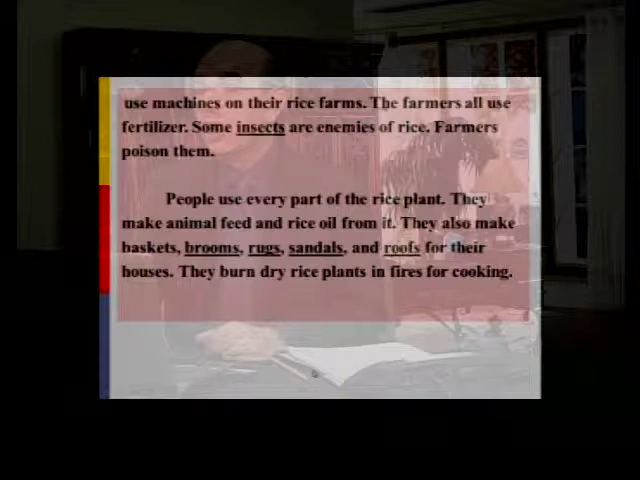 use machines on their rice farms. The farmers all use
fertilizer. Some insects are enemies of rice. Farmers
poison them.
People use every part of the rice plant. They
make animal feed and rice oil from it. They also make
baskets, brooms, rugs, sandals, and roofs for their
houses. They burn dry rice plants in fires for cooking.